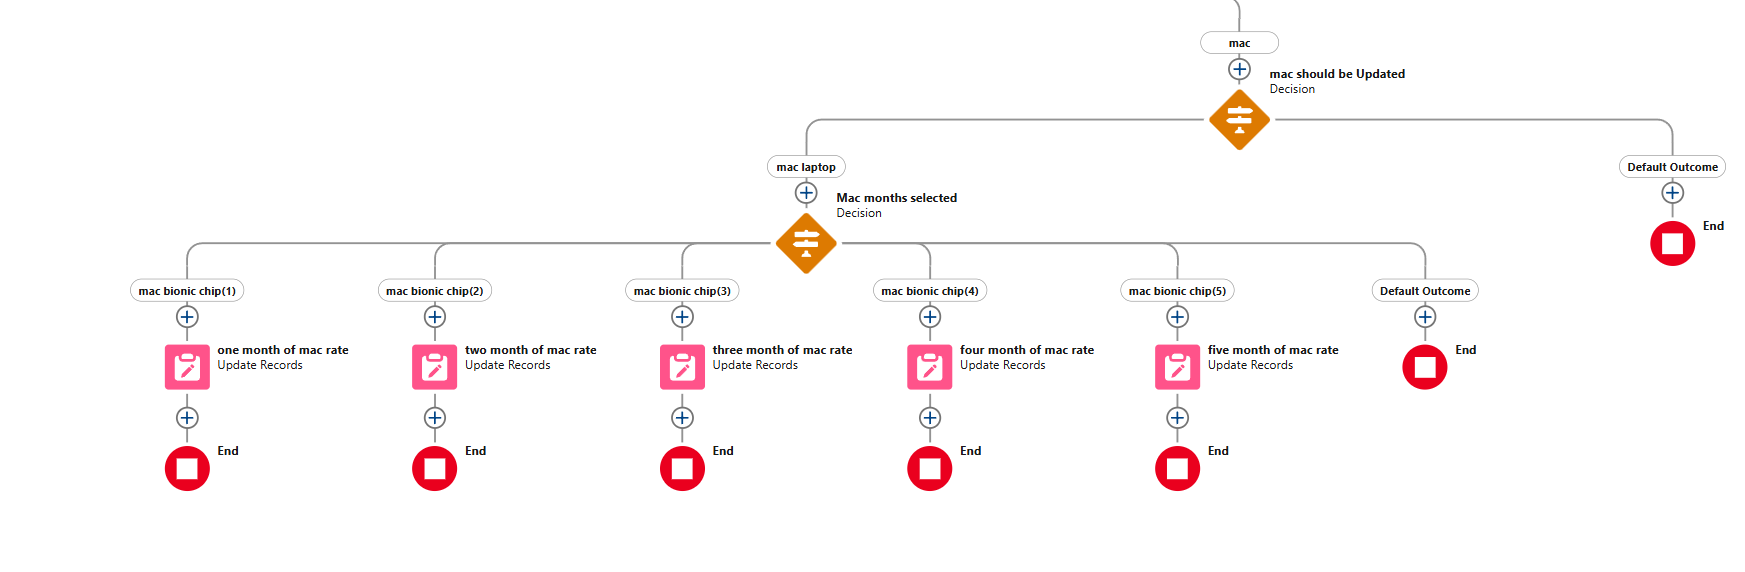 mac
mac should be Updated
Decision
mac laptop
Default Outcome
Mac months selected
Decision
End
mac bionic chip(1)
mac bionic chip(2)
mac bionic chip(3)
mac bionic chip(4)
mac bionic chip(5)
Default Outcome
one month of mac rate
Update Records
two month of mac rate
Update Records
three month of mac rate
Update Records
four month of mac rate
Update Records
five month of mac rate
Update Records
End
End
End
End
End
End